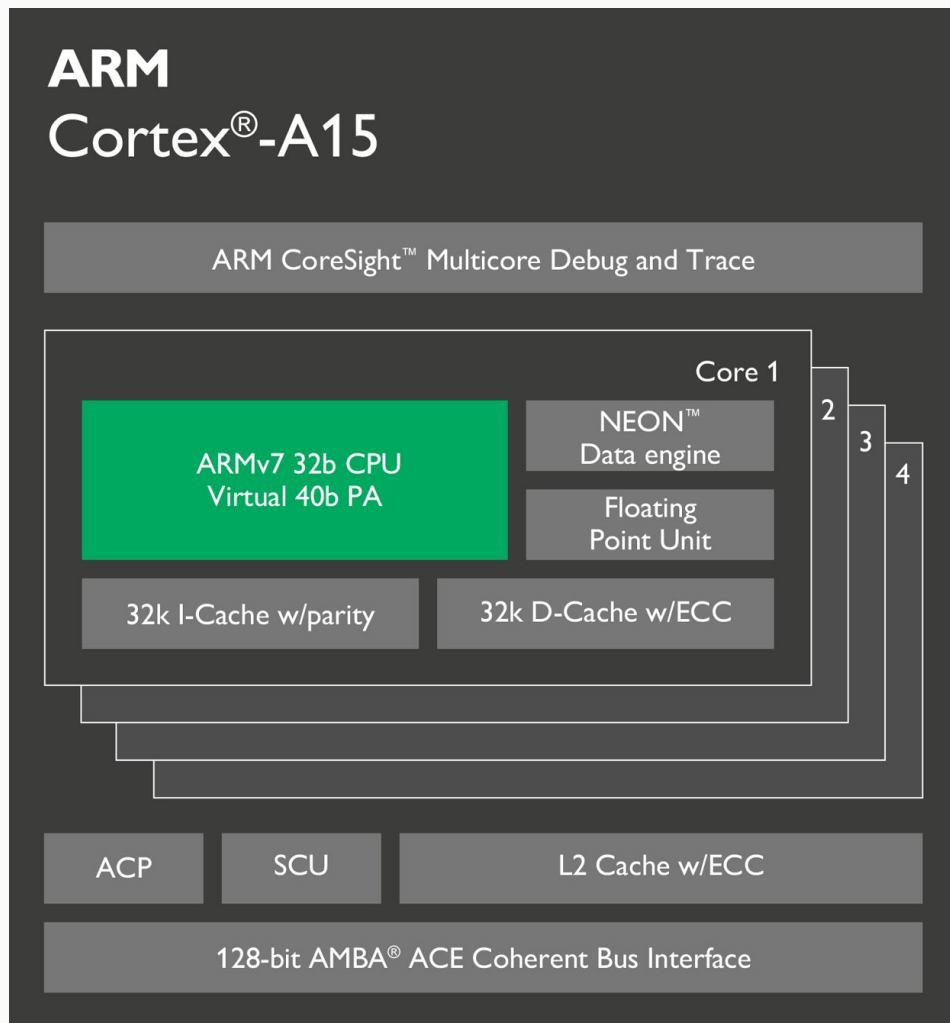 ARM
Cortex®-A15
ARM CoreSight™ Multicore Debug and Trace
Core 1
2
3
4
ARMv7 32b CPU
Virtual 40b PA
NEON™
Data engine
Floating
Point Unit
32k I-Cache w/parity
32k D-Cache w/ECC
ACP
SCU
L2 Cache w/ECC
128-bit AMBA® ACE Coherent Bus Interface